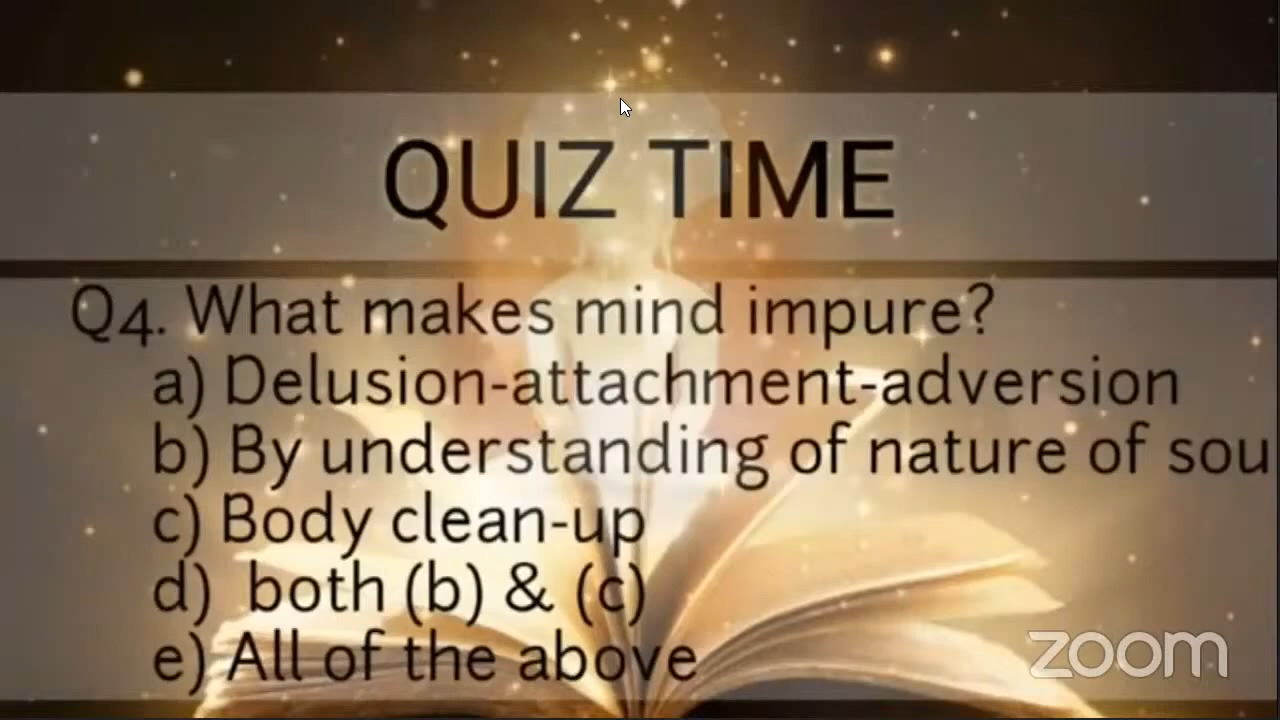 QUIZ TIME
Q4. What makes mind impure?
a) Delusion-attachment-adversion
b) By understanding of nature of sou
c) Body clean-up
d) both (b) & (c)
e) All of the above
zoom